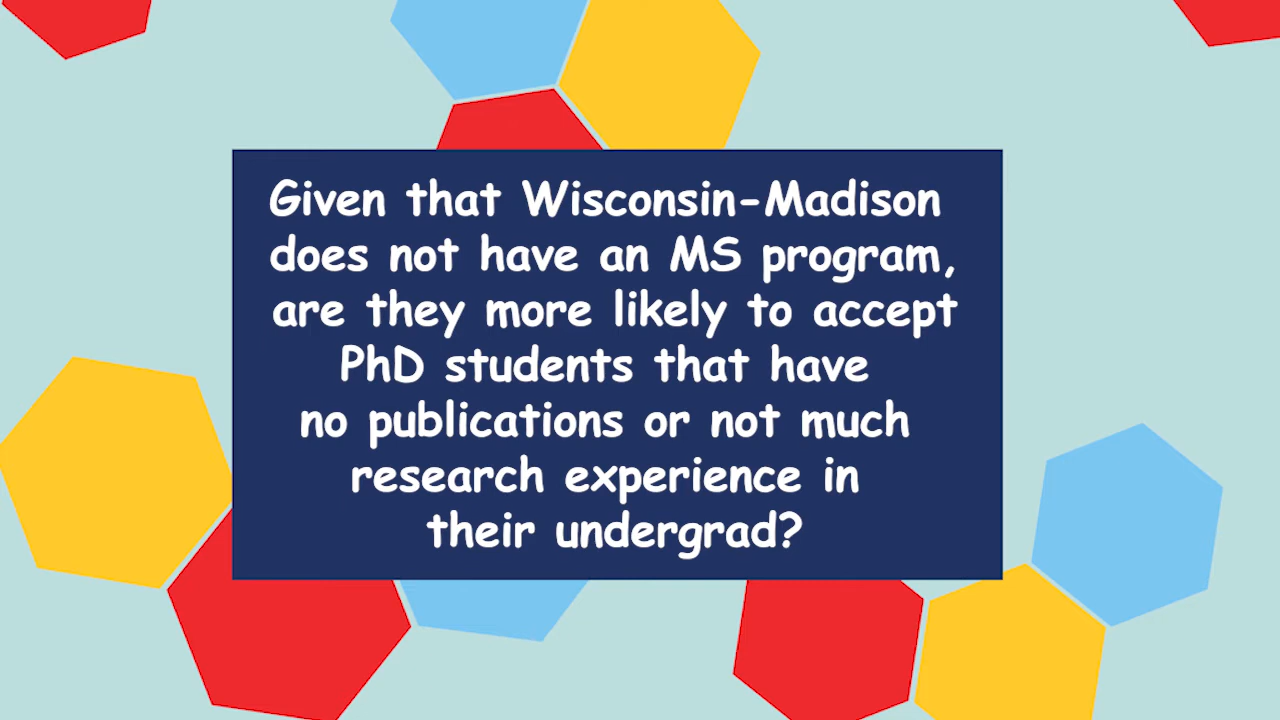 Given that Wisconsin-Madison
does not have an MS program,
are they more likely to accept
PhD students that have
no publications or not much
research experience in
their undergrad?